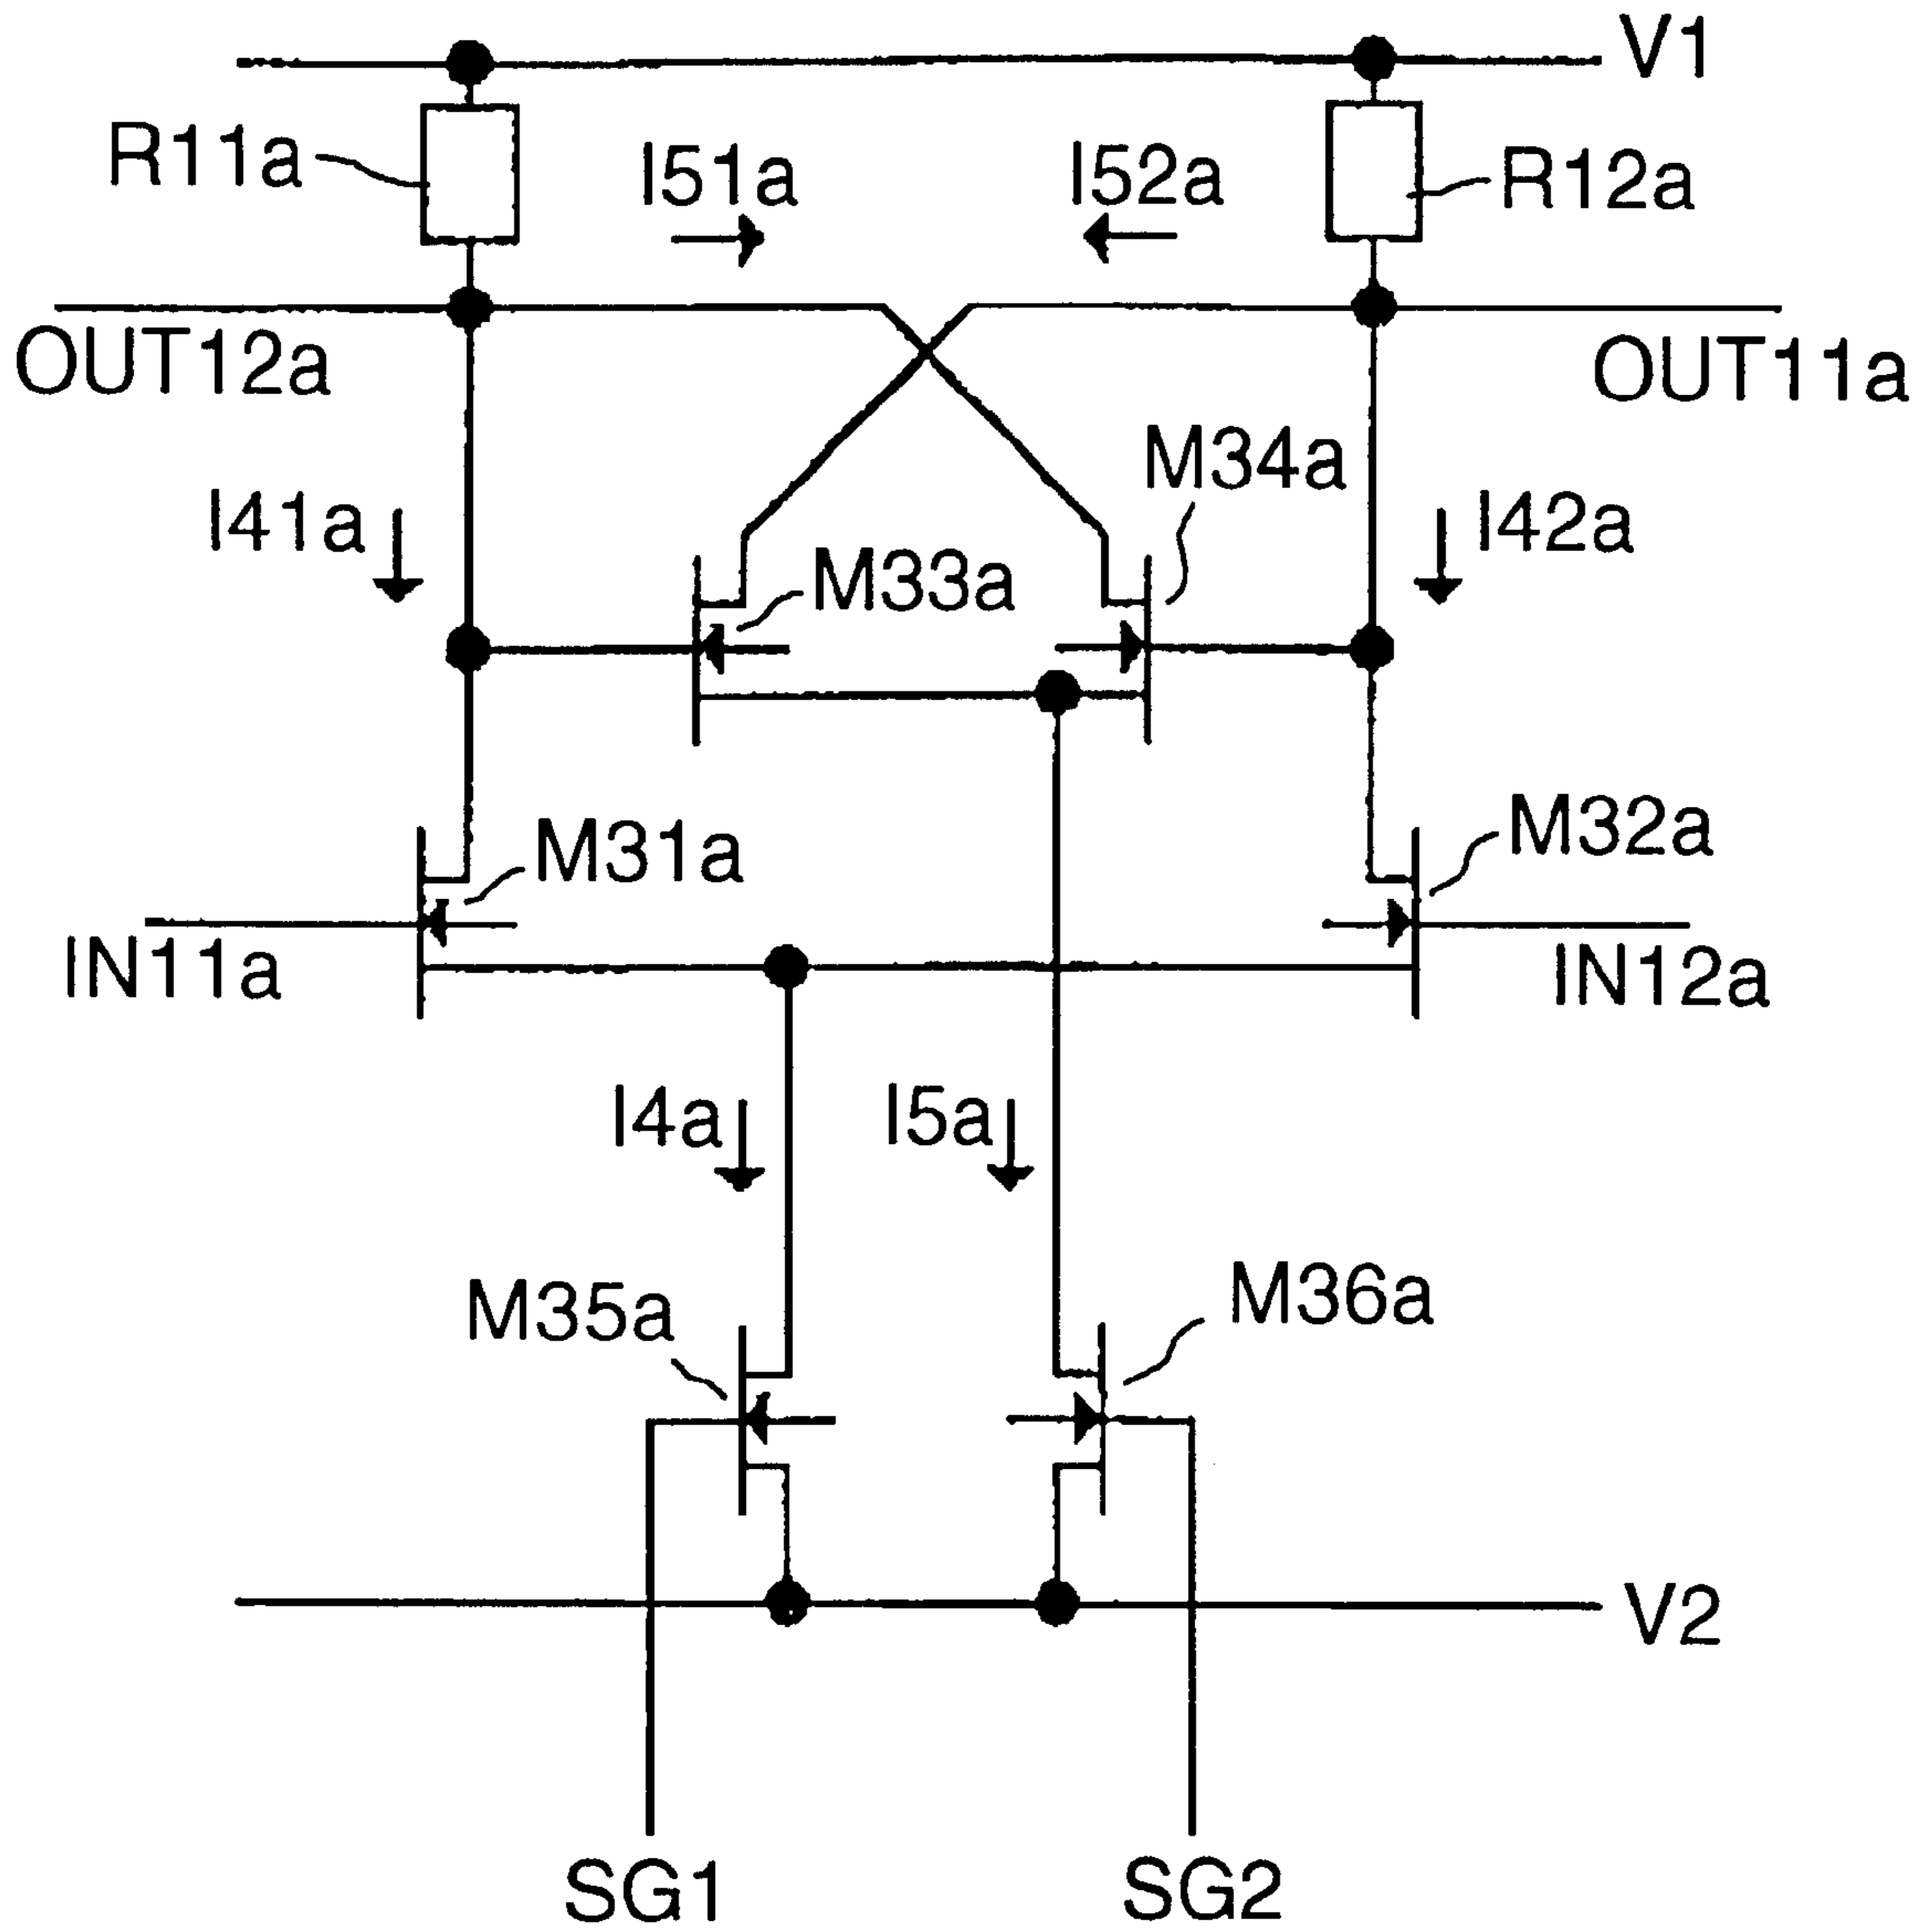 V1
R11a
I51a
I52a
R12a
OUT12a
OUT11a
M34a
I41a
I42a
M33a
M31a
M32a
IN11a
IN12a
I4a
I5a
M35a
M36a
V2
SG1
SG2